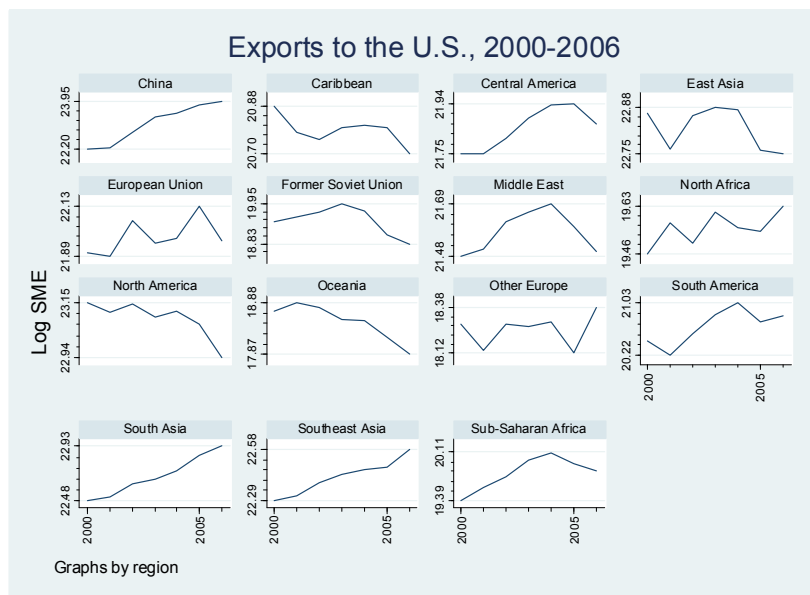 Exports to the U.S., 2000-2006
Log SME
China
23.95
22.20
Caribbean
20.88
20.70
Central America
21.94
21.75
East Asia
22.88
22.75
European Union
22.13
21.89
Former Soviet Union
19.95
18.83
Middle East
21.69
21.48
North Africa
19.63
19.46
North America
23.15
22.94
Oceania
18.88
17.87
Other Europe
18.38
18.12
South America
21.03
20.22
2000
2005
South Asia
22.93
22.48
2000
2005
Southeast Asia
22.58
22.29
2000
2005
Sub-Saharan Africa
20.11
19.39
2000
2005
Graphs by region